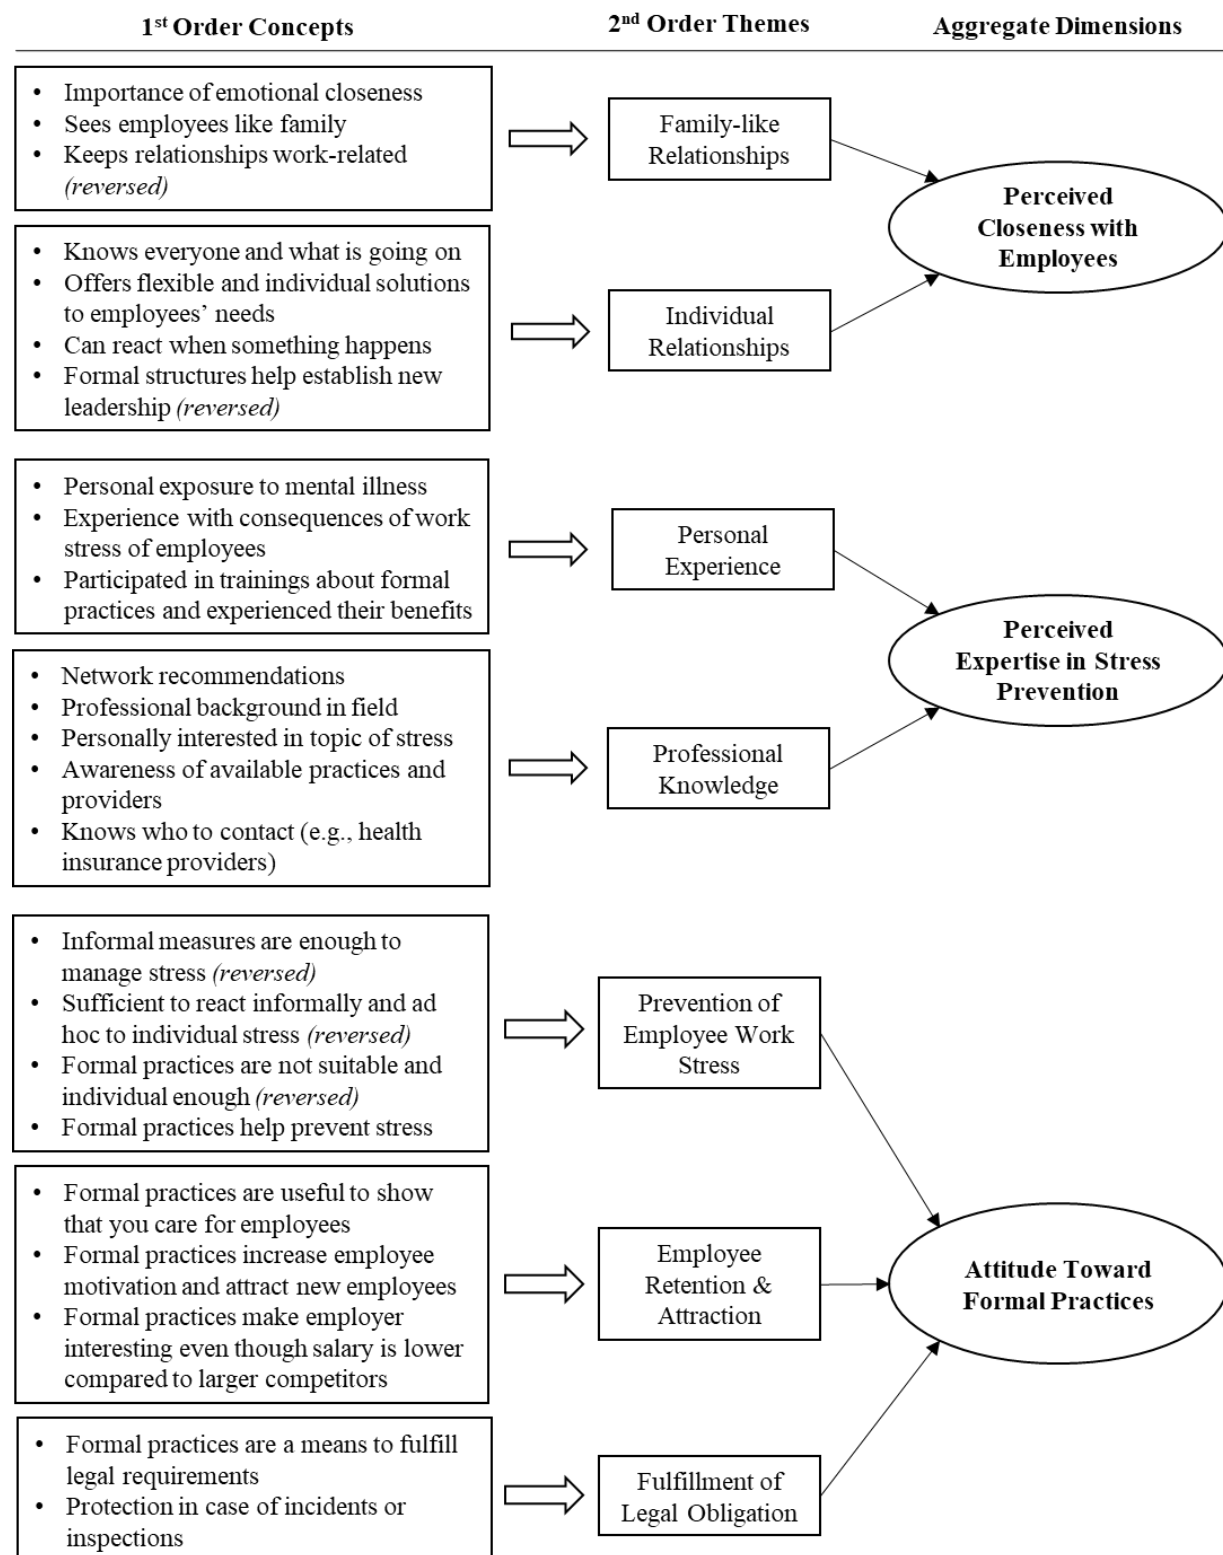 1st Order Concepts
2nd Order Themes
Aggregate Dimensions
• Importance of emotional closeness
• Sees employees like family
• Keeps relationships work-related
(reversed)
Family-like
Relationships
• Knows everyone and what is going on
• Offers flexible and individual solutions
to employees’ needs
• Can react when something happens
• Formal structures help establish new
leadership (reversed)
Individual
Relationships
Perceived
Closeness with
Employees
• Personal exposure to mental illness
• Experience with consequences of work
stress of employees
• Participated in trainings about formal
practices and experienced their benefits
Personal
Experience
• Network recommendations
• Professional background in field
• Personally interested in topic of stress
• Awareness of available practices and
providers
• Knows who to contact (e.g., health
insurance providers)
Professional
Knowledge
Perceived
Expertise in Stress
Prevention
• Informal measures are enough to
manage stress (reversed)
• Sufficient to react informally and ad
hoc to individual stress (reversed)
• Formal practices are not suitable and
individual enough (reversed)
• Formal practices help prevent stress
Prevention of
Employee Work
Stress
• Formal practices are useful to show
that you care for employees
• Formal practices increase employee
motivation and attract new employees
• Formal practices make employer
interesting even though salary is lower
compared to larger competitors
Employee
Retention &
Attraction
• Formal practices are a means to fulfill
legal requirements
• Protection in case of incidents or
inspections
Fulfillment of
Legal Obligation
Attitude Toward
Formal Practices